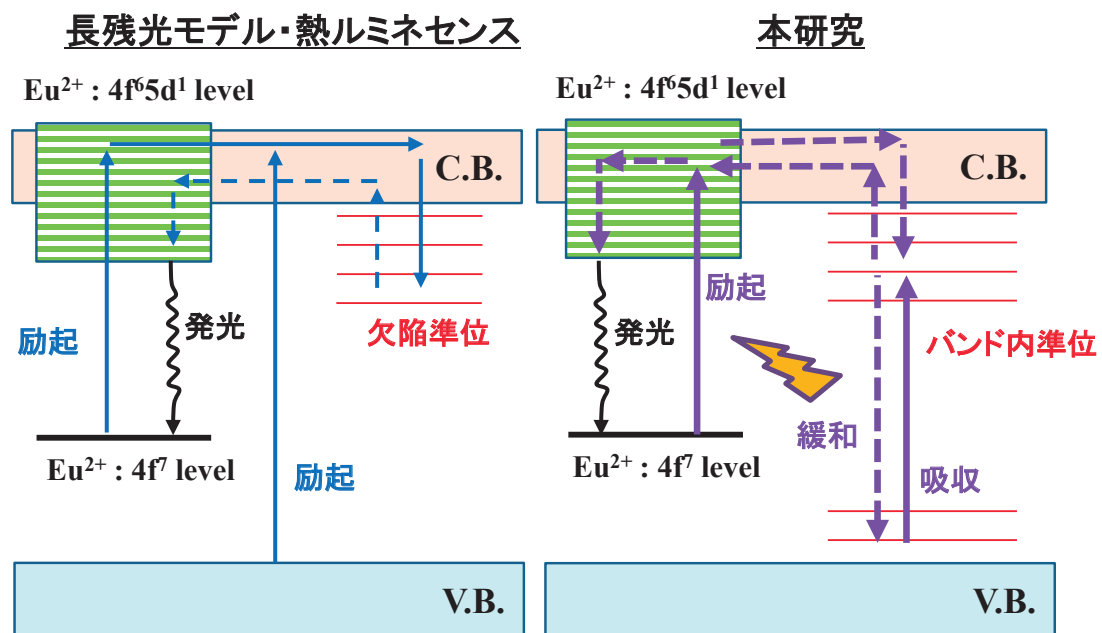 長残光モデル・熱ルミネセンス
Eu²⁺ : 4f⁶5d¹ level
C.B.
励起
発光
欠陥準位
Eu²⁺ : 4f⁷ level
励起
V.B.
本研究
Eu²⁺ : 4f⁶5d¹ level
C.B.
励起
発光
バンド内準位
緩和
Eu²⁺ : 4f⁷ level
吸収
V.B.